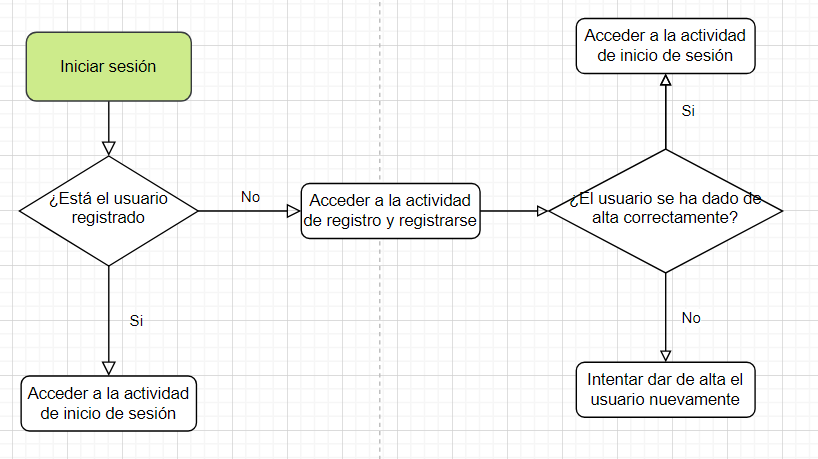 Iniciar sesión
¿Está el usuario
registrado
No
Si
Acceder a la actividad
de inicio de sesión
Acceder a la actividad
de registro y registrarse
¿El usuario se ha dado de
alta correctamente?
Si
Acceder a la actividad
de inicio de sesión
No
Intentar dar de alta el
usuario nuevamente